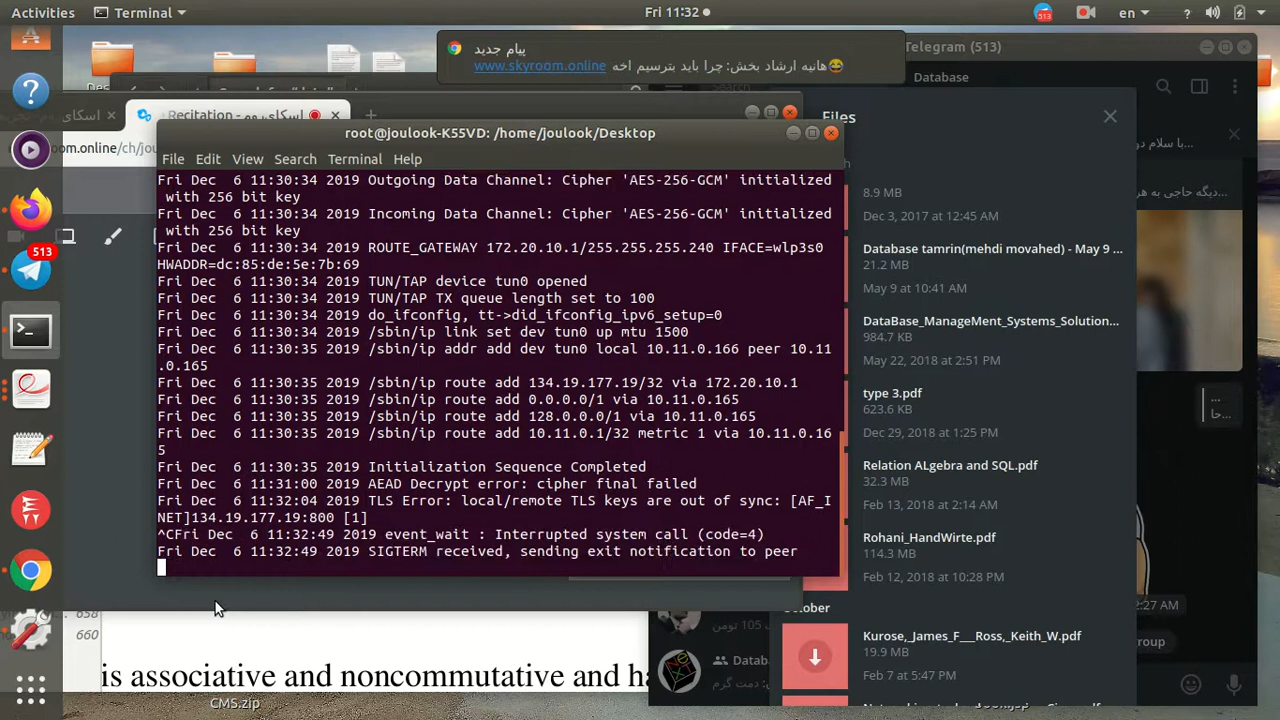 Activities
Terminal
Fri 11:32
513
en
پیام جدید
هانیه ارشاد بخش: چرا باید بترسیم اخه😂
www.skyroom.online
Telegram (513)
Database
Recitation - اسکای روم
root@joulook-K55VD: /home/joulook/Desktop
File Edit View Search Terminal Help
Fri Dec  6 11:30:34 2019 Outgoing Data Channel: Cipher 'AES-256-GCM' initialized
with 256 bit key
Fri Dec  6 11:30:34 2019 Incoming Data Channel: Cipher 'AES-256-GCM' initialized
with 256 bit key
Fri Dec  6 11:30:34 2019 ROUTE_GATEWAY 172.20.10.1/255.255.255.240 IFACE=wlp3s0
HWADDR=dc:85:de:5e:7b:69
Fri Dec  6 11:30:34 2019 TUN/TAP device tun0 opened
Fri Dec  6 11:30:34 2019 TUN/TAP TX queue length set to 100
Fri Dec  6 11:30:34 2019 do_ifconfig, tt->did_ifconfig_ipv6_setup=0
Fri Dec  6 11:30:34 2019 /sbin/ip link set dev tun0 up mtu 1500
Fri Dec  6 11:30:35 2019 /sbin/ip addr add dev tun0 local 10.11.0.166 peer 10.11
.0.165
Fri Dec  6 11:30:35 2019 /sbin/ip route add 134.19.177.19/32 via 172.20.10.1
Fri Dec  6 11:30:35 2019 /sbin/ip route add 0.0.0.0/1 via 10.11.0.165
Fri Dec  6 11:30:35 2019 /sbin/ip route add 128.0.0.0/1 via 10.11.0.165
Fri Dec  6 11:30:35 2019 /sbin/ip route add 10.11.0.1/32 metric 1 via 10.11.0.16
5
Fri Dec  6 11:30:35 2019 Initialization Sequence Completed
Fri Dec  6 11:31:00 2019 AEAD Decrypt error: cipher final failed
Fri Dec  6 11:32:04 2019 TLS Error: local/remote TLS keys are out of sync: [AF_I
NET]134.19.177.19:800 [1]
^CFri Dec  6 11:32:49 2019 event_wait : Interrupted system call (code=4)
Fri Dec  6 11:32:49 2019 SIGTERM received, sending exit notification to peer
Files
8.9 MB
Dec 3, 2017 at 12:45 AM
Database tamrin(mehdi movahed) - May 9 ...
21.2 MB
May 9 at 10:41 AM
DataBase_ManageMent_Systems_Solution...
984.7 KB
May 22, 2018 at 2:51 PM
type 3.pdf
623.6 KB
Dec 29, 2018 at 1:25 PM
Relation ALgebra and SQL.pdf
32.3 MB
Feb 13, 2018 at 2:14 AM
Rohani_HandWirte.pdf
114.3 MB
Feb 12, 2018 at 10:28 PM
October
Kurose,_James_F___Ross,_Keith_W.pdf
19.9 MB
Feb 7 at 5:47 PM
با سلام دو...
دیگه حاجی به هر
2:27 AM
roup
105 تومن
Datab
دمت گرم
513
658
660
is associative and noncommutative and ha
CMS.zip